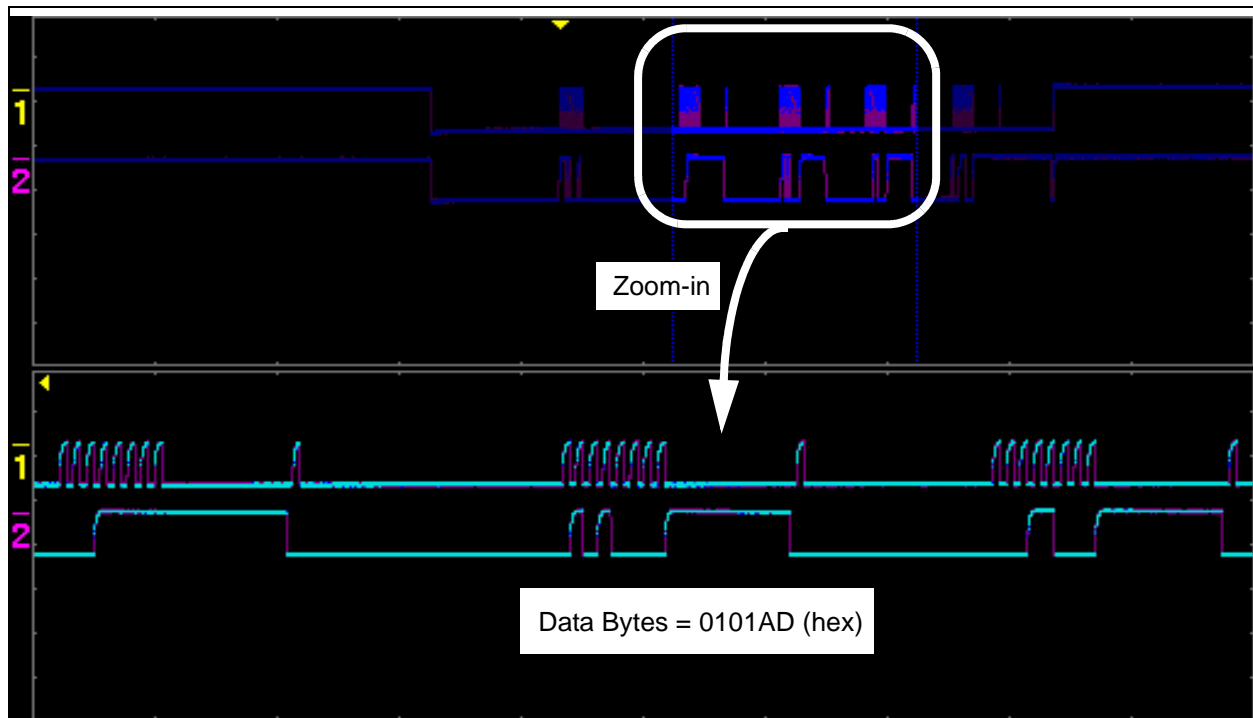 1
2
Zoom-in
1
2
Data Bytes = 0101AD (hex)